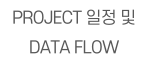 PROJECT 일정 및
DATA FLOW